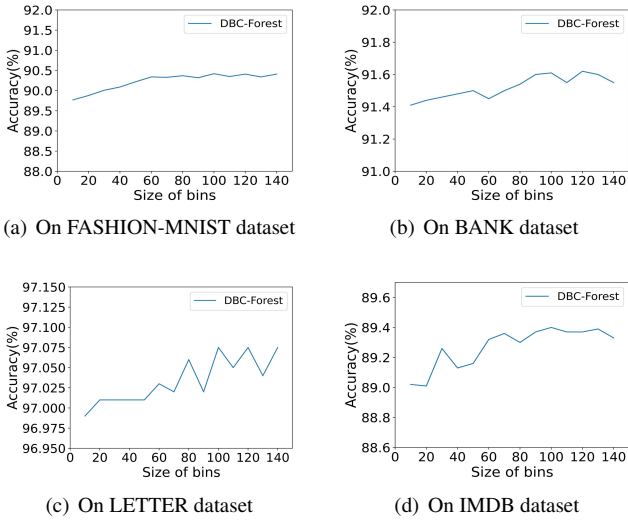 92.0
91.5
91.0
90.5
90.0
89.5
89.0
88.5
88.0
Accuracy(%)
DBC-Forest
0 20 40 60 80 100 120 140
Size of bins
(a) On FASHION-MNIST dataset
92.0
91.8
91.6
91.4
91.2
91.0
Accuracy(%)
DBC-Forest
0 20 40 60 80 100 120 140
Size of bins
(b) On BANK dataset
97.150
97.125
97.100
97.075
97.050
97.025
97.000
96.975
96.950
Accuracy(%)
DBC-Forest
0 20 40 60 80 100 120 140
Size of bins
(c) On LETTER dataset
89.6
89.4
89.2
89.0
88.8
88.6
Accuracy(%)
DBC-Forest
0 20 40 60 80 100 120 140
Size of bins
(d) On IMDB dataset